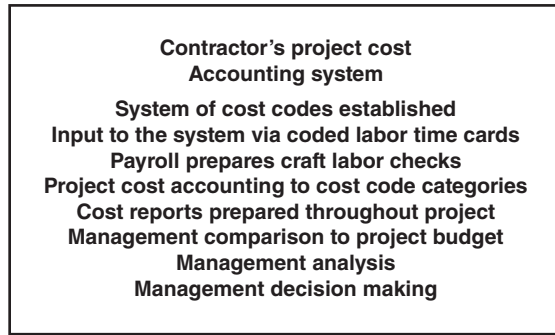 Contractor’s project cost
Accounting system
System of cost codes established
Input to the system via coded labor time cards
Payroll prepares craft labor checks
Project cost accounting to cost code categories
Cost reports prepared throughout project
Management comparison to project budget
Management analysis
Management decision making